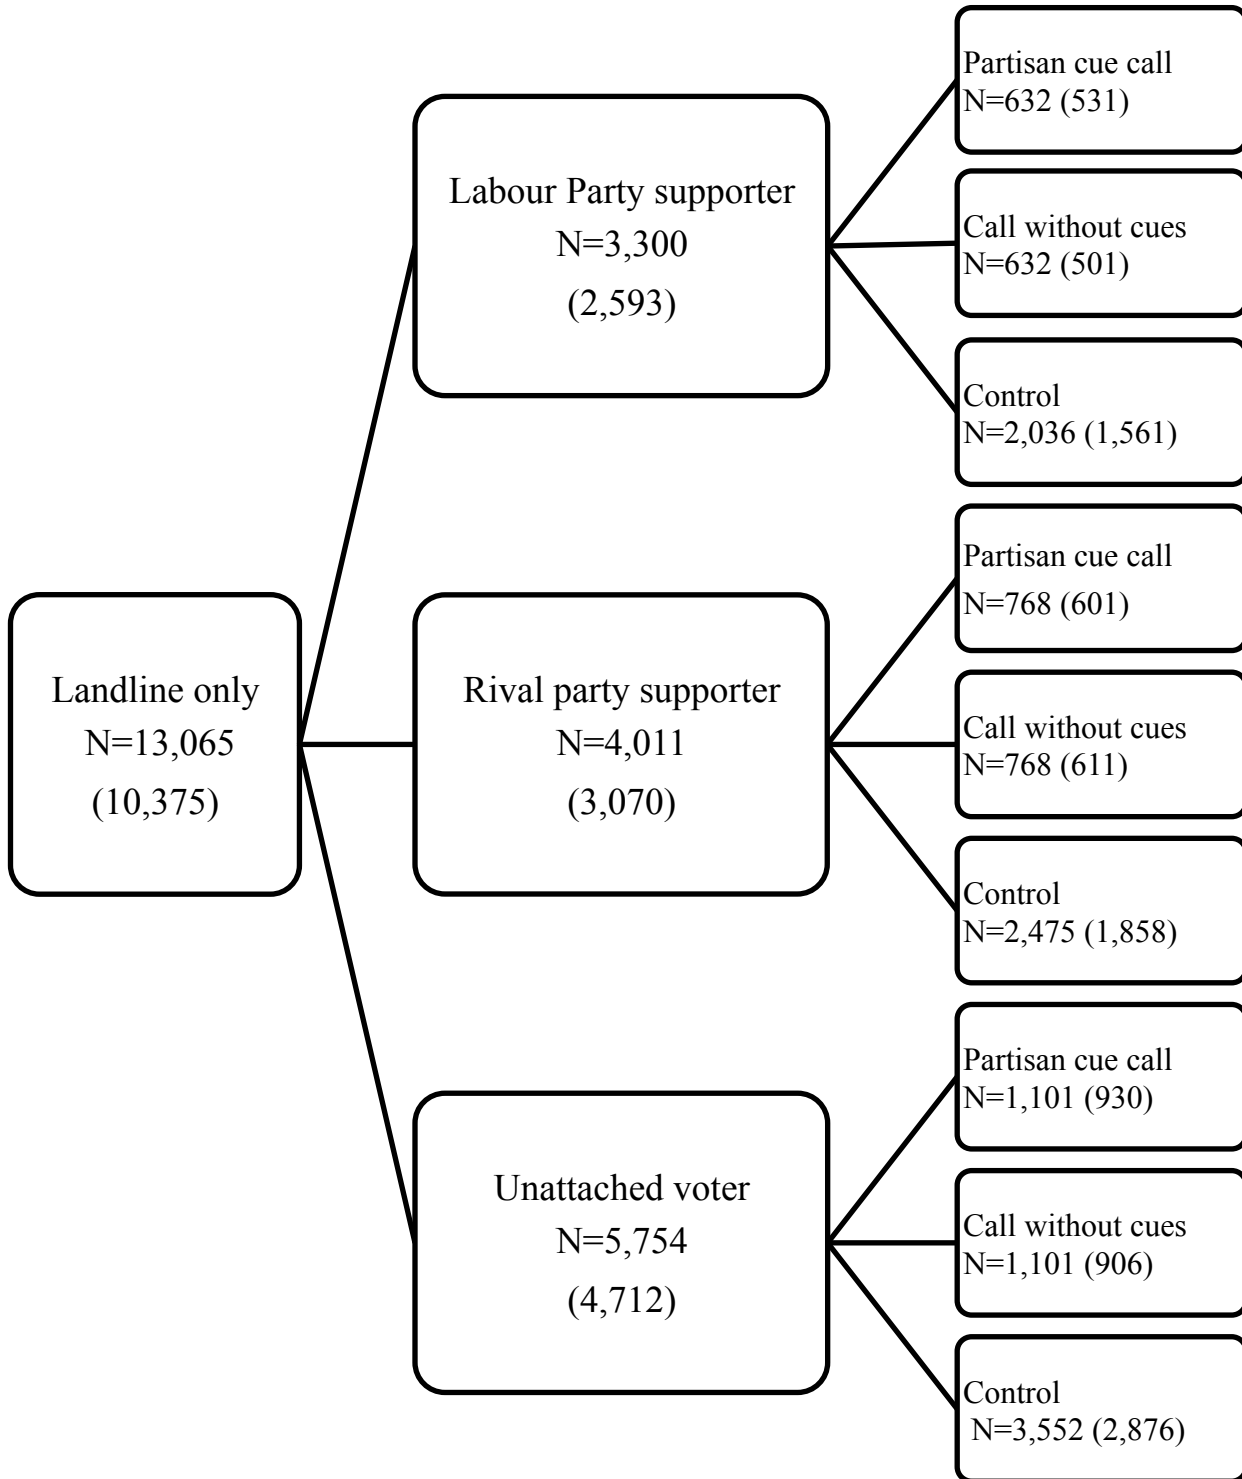 Landline only
N=13,065
(10,375)
Labour Party supporter
N=3,300
(2,593)
Partisan cue call
N=632 (531)
Call without cues
N=632 (501)
Control
N=2,036 (1,561)
Rival party supporter
N=4,011
(3,070)
Partisan cue call
N=768 (601)
Call without cues
N=768 (611)
Control
N=2,475 (1,858)
Unattached voter
N=5,754
(4,712)
Partisan cue call
N=1,101 (930)
Call without cues
N=1,101 (906)
Control
N=3,552 (2,876)